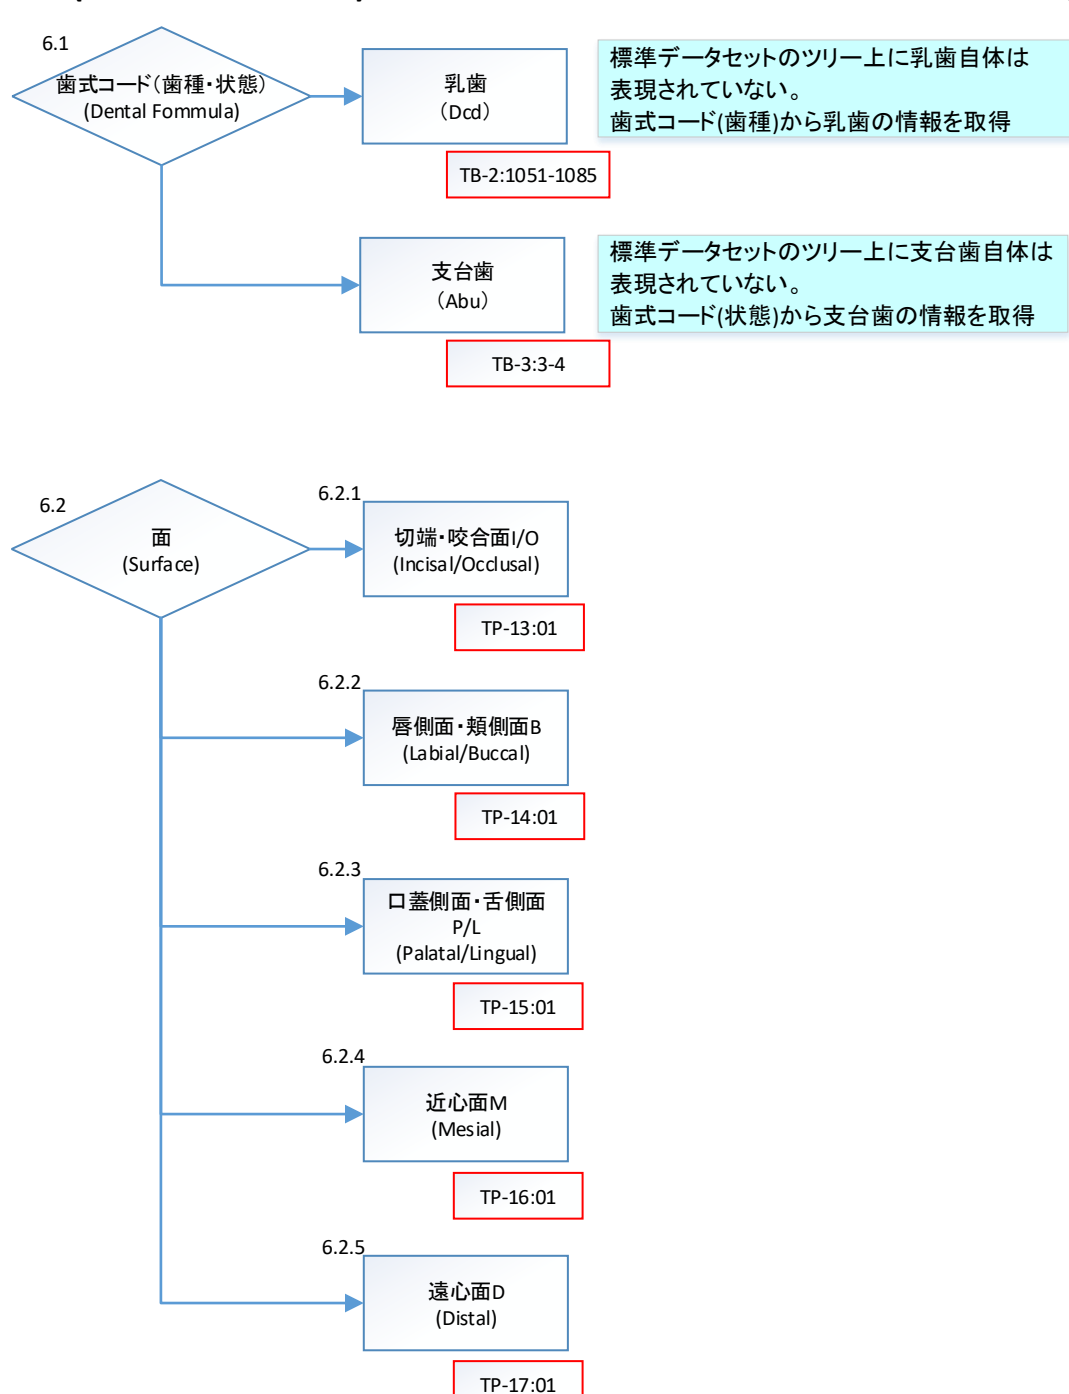 6.1
歯式コード（歯種・状態）
(Dental Fommula)
乳歯
（Dcd）
標準データセットのツリー上に乳歯自体は
表現されていない。
歯式コード(歯種)から乳歯の情報を取得
TB-2:1051-1085
支台歯
（Abu）
標準データセットのツリー上に支台歯自体は
表現されていない。
歯式コード(状態)から支台歯の情報を取得
TB-3:3-4
6.2
面
(Surface)
6.2.1
切端・咬合面I/O
(Incisal/Occlusal)
TP-13:01
6.2.2
唇側面・頬側面B
(Labial/Buccal)
TP-14:01
6.2.3
口蓋側面・舌側面
P/L
(Palatal/Lingual)
TP-15:01
6.2.4
近心面M
(Mesial)
TP-16:01
6.2.5
遠心面D
(Distal)
TP-17:01